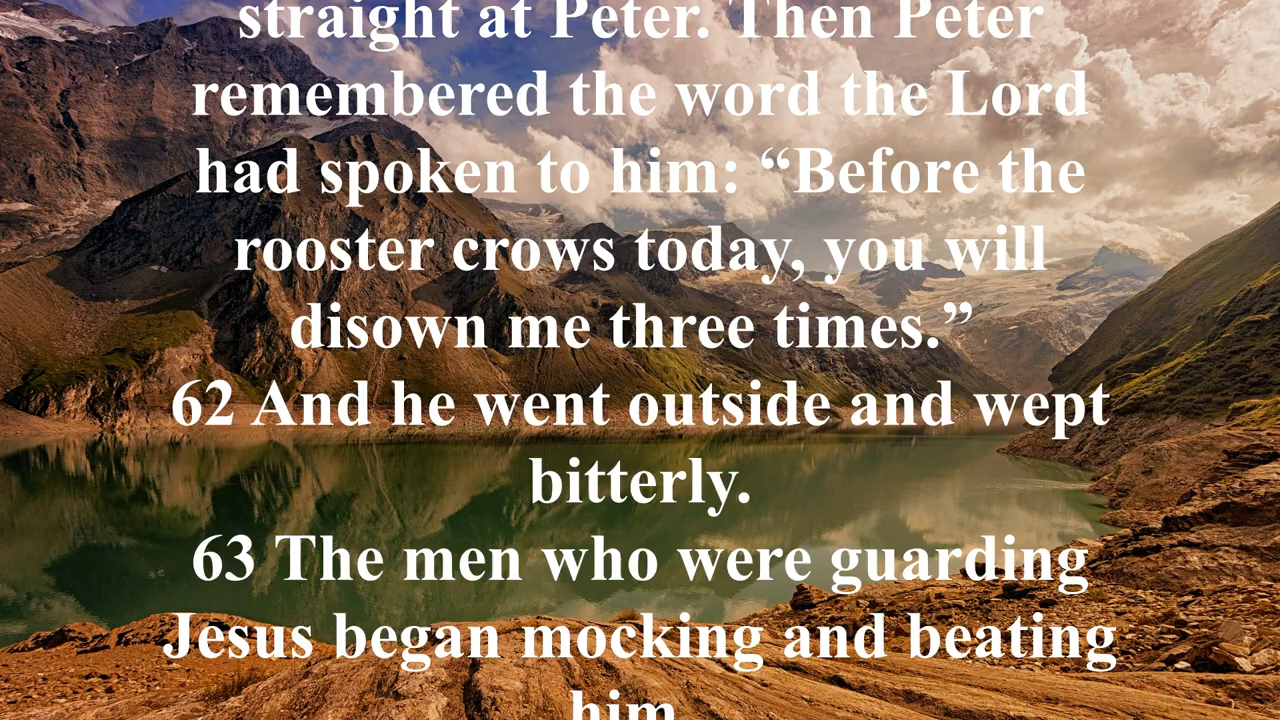 straight at Peter. Then Peter
remembered the word the Lord
had spoken to him: “Before the
rooster crows today, you will
disown me three times.”
62 And he went outside and wept
bitterly.
63 The men who were guarding
Jesus began mocking and beating
him